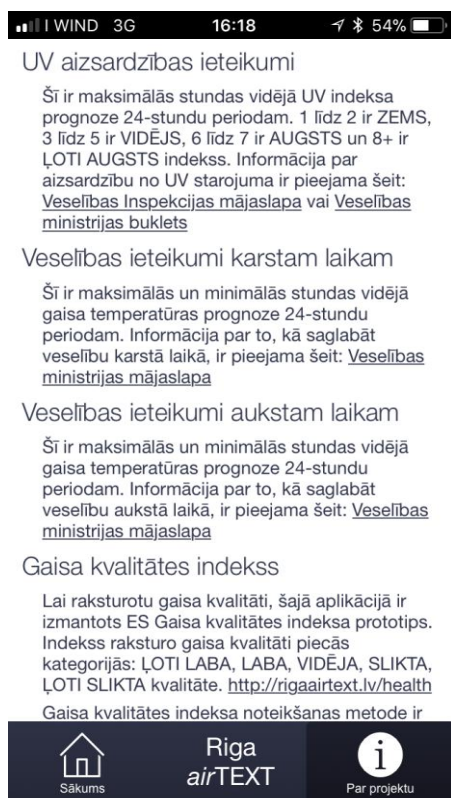 I WIND 3G 16:18 54%
UV aizsardzības ieteikumi
Šī ir maksimālās stundas vidējā UV indeksa
prognoze 24-stundu periodam. 1 līdz 2 ir ZEMS,
3 līdz 5 ir VIDĒJS, 6 līdz 7 ir AUGSTS un 8+ ir
ĻOTI AUGSTS indekss. Informācija par
aizsardzību no UV starojuma ir pieejama šeit:
Veselības Inspekcijas mājaslapa vai Veselības
ministrijas buklets
Veselības ieteikumi karstam laikam
Šī ir maksimālās un minimālās stundas vidējā
gaisa temperatūras prognoze 24-stundu
periodam. Informācija par to, kā saglabāt
veselību karstā laikā, ir pieejama šeit: Veselības
ministrijas mājaslapa
Veselības ieteikumi aukstam laikam
Šī ir maksimālās un minimālās stundas vidējā
gaisa temperatūras prognoze 24-stundu
periodam. Informācija par to, kā saglabāt
veselību aukstā laikā, ir pieejama šeit: Veselības
ministrijas mājaslapa
Gaisa kvalitātes indekss
Lai raksturotu gaisa kvalitāti, šajā aplikācijā ir
izmantots ES Gaisa kvalitātes indeksa prototips.
Indekss raksturo gaisa kvalitāti piecās
kategorijās: ĻOTI LABA, LABA, VIDĒJA, SLIKTA,
ĻOTI SLIKTA kvalitāte. http://rigaairtext.lv/health
Gaisa kvalitātes indeksa noteikšanas metode ir
Sākums
Riga
airTEXT
Par projektu